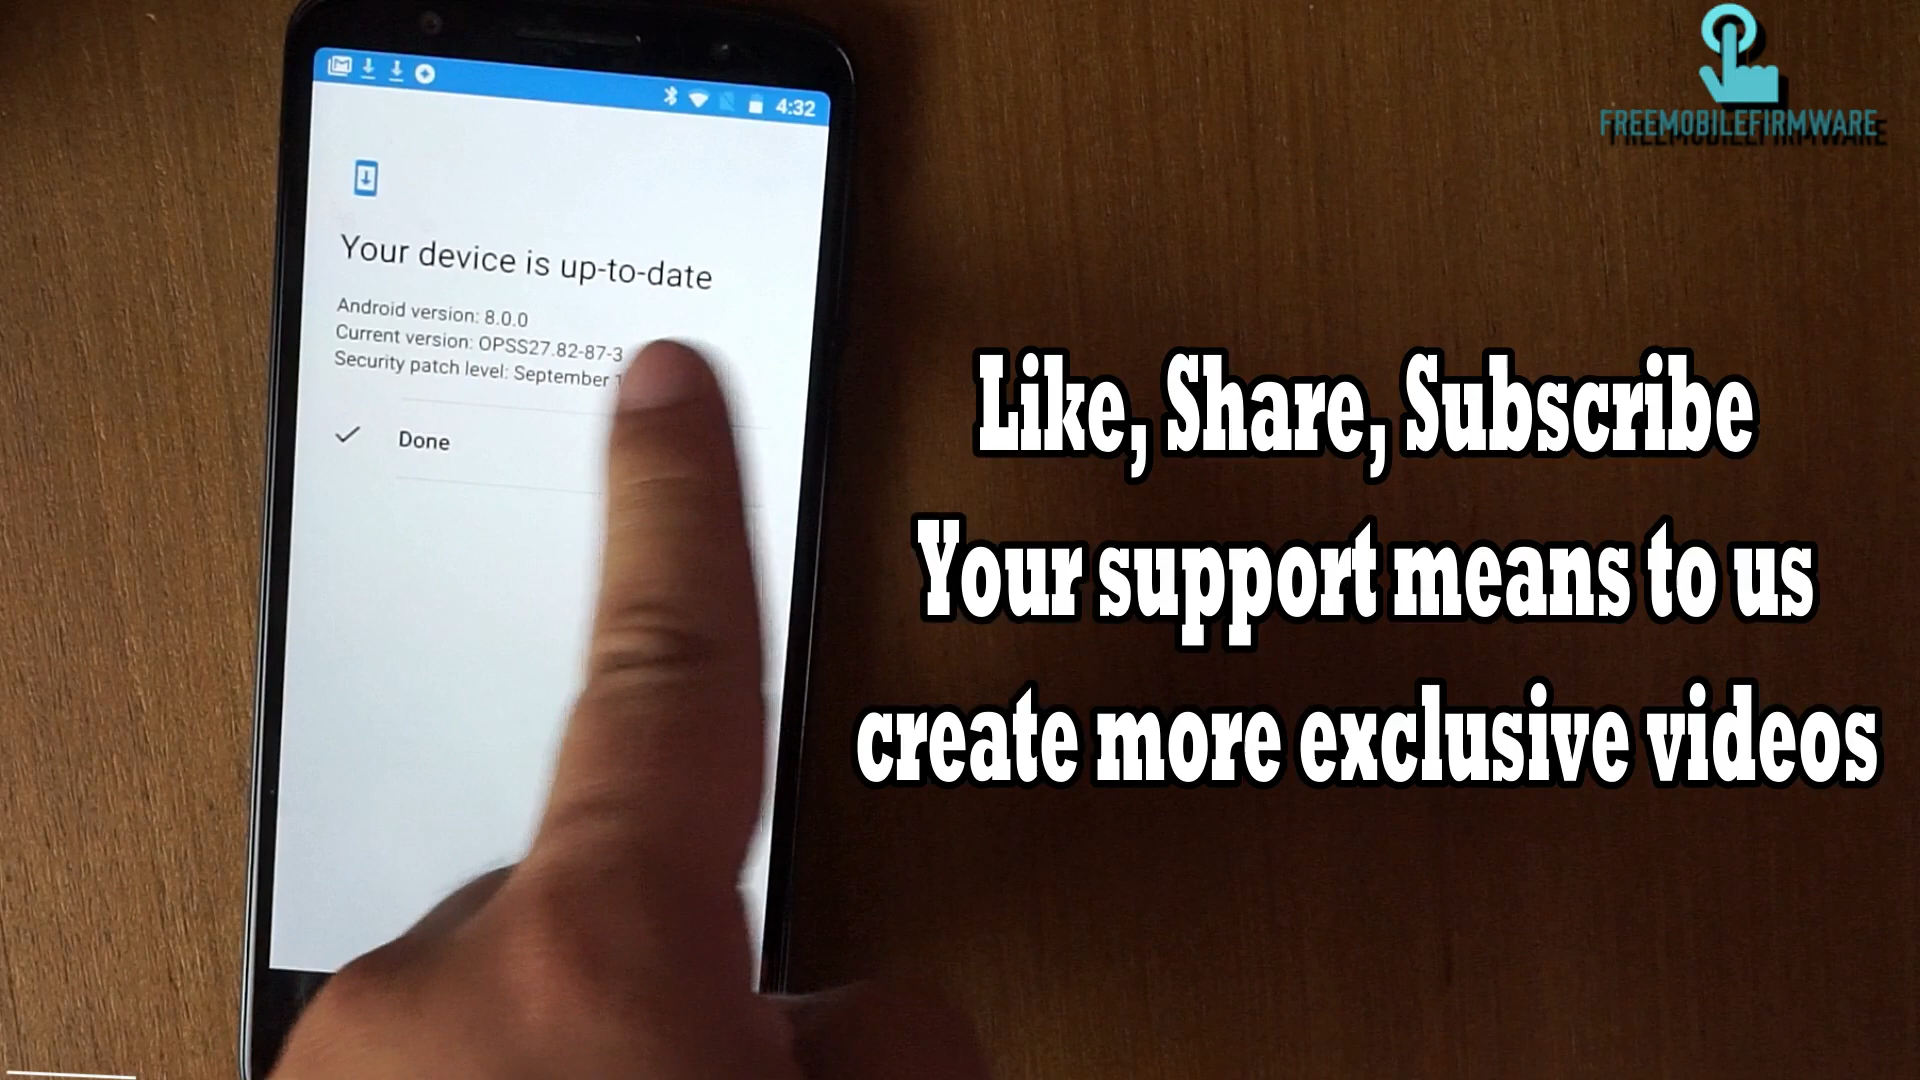 4:32
FREEMOBILEFIRMWARE
Your device is up-to-date
Android version: 8.0.0
Current version: OPSS27.82-87-3
Security patch level: September
Done
Like, Share, Subscribe
Your support means to us
create more exclusive videos